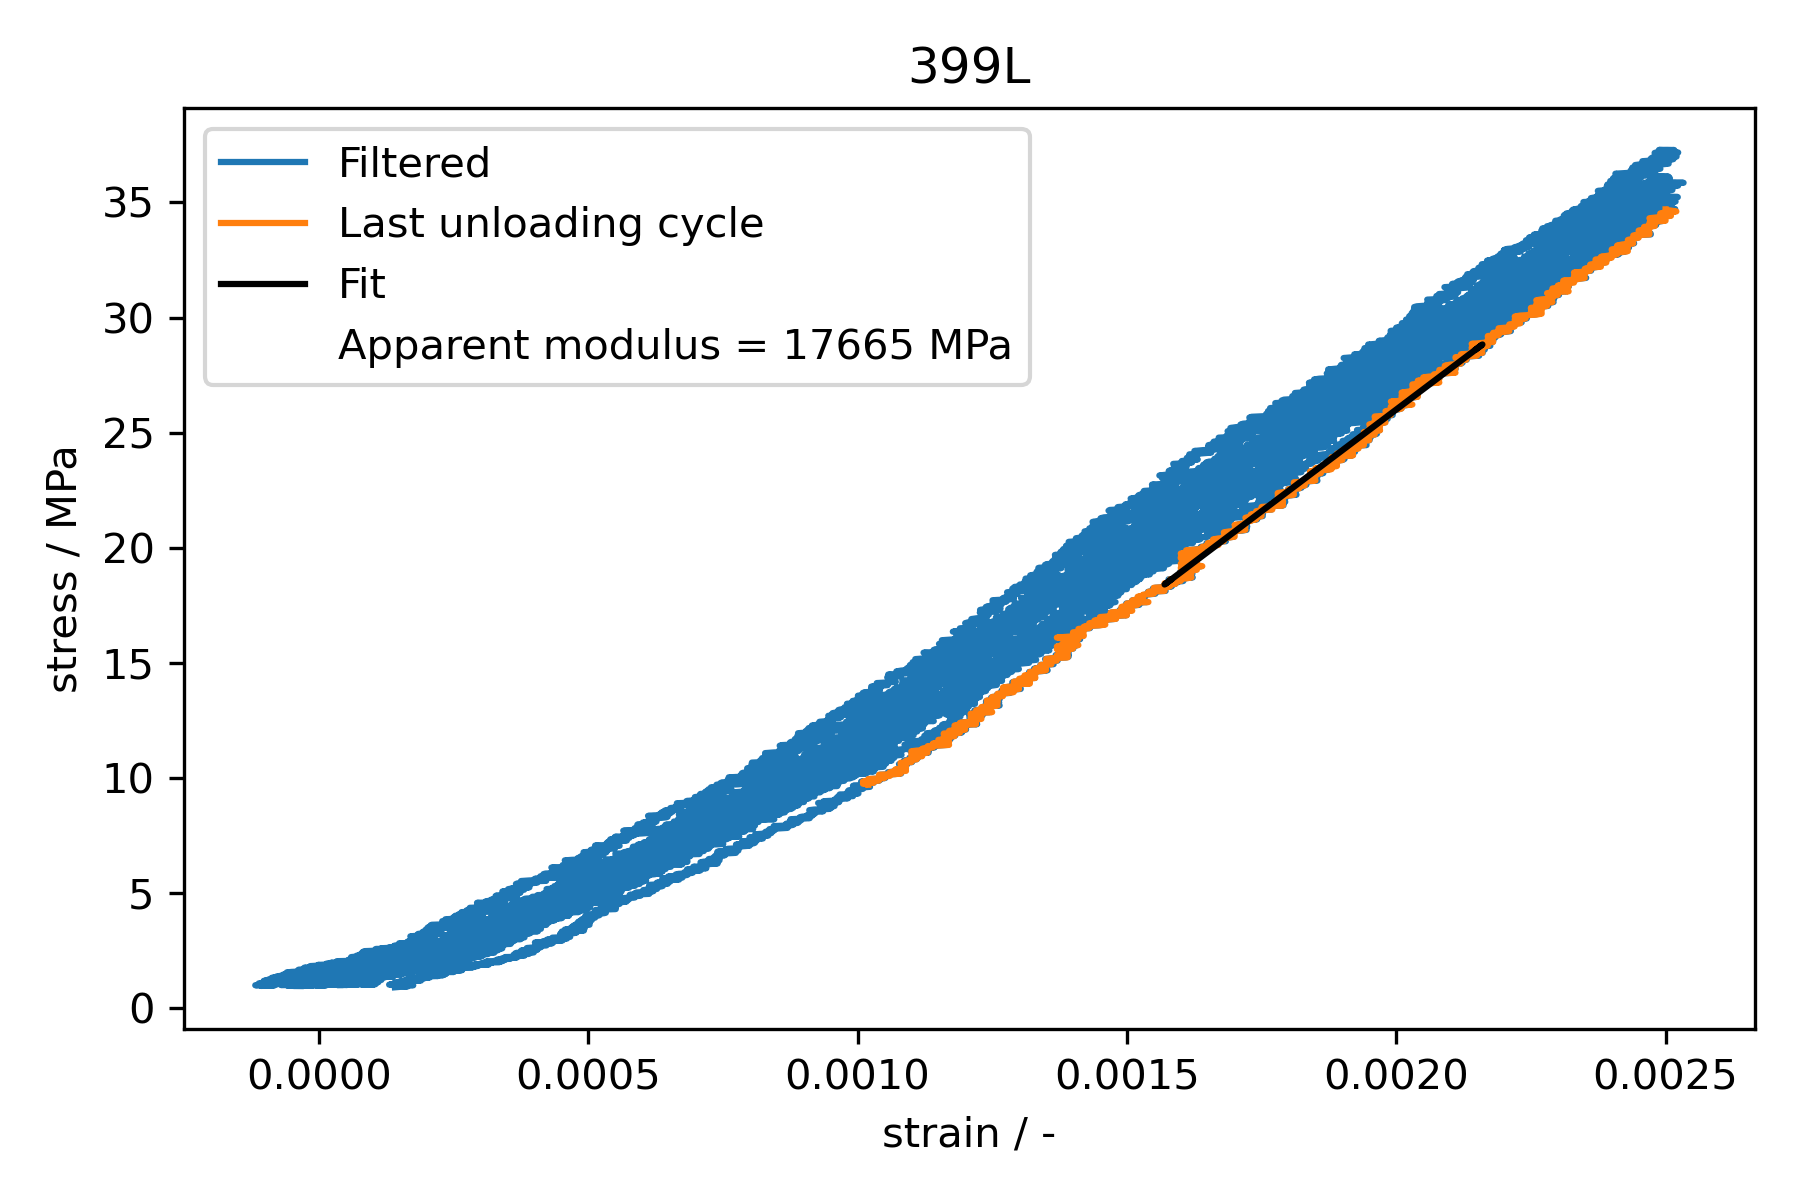 399L
Filtered
Last unloading cycle
Fit
Apparent modulus = 17665 MPa
35
30
25
20
15
10
5
0
stress / MPa
0.0000 0.0005 0.0010 0.0015 0.0020 0.0025
strain / -